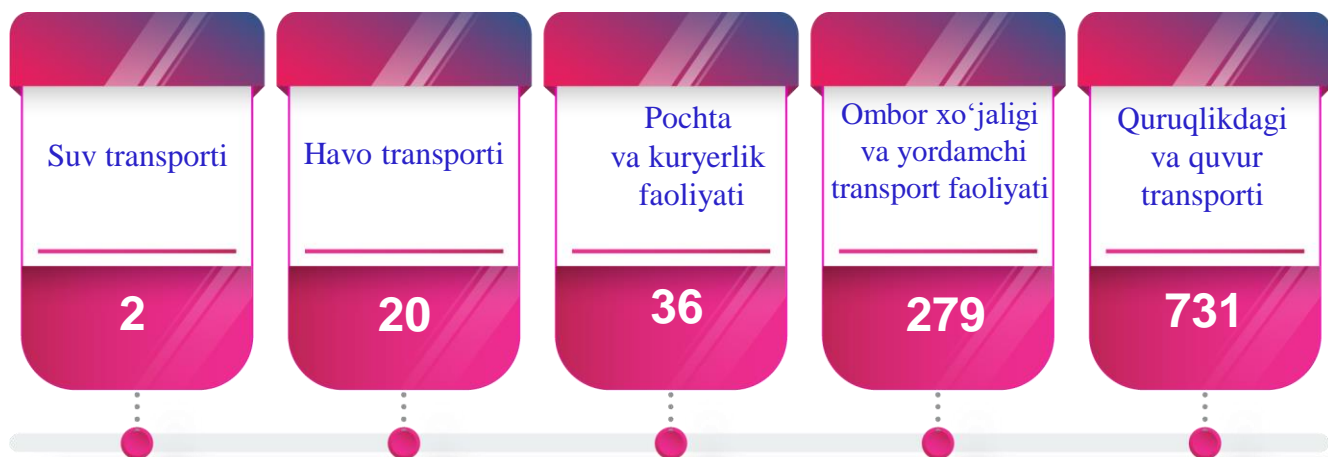 Suv transporti
2
Havo transporti
20
Pochta
va kuryerlik
faoliyati
36
Ombor xo‘jaligi
va yordamchi
transport faoliyati
279
Quruqlikdagi
va quvur
transporti
731